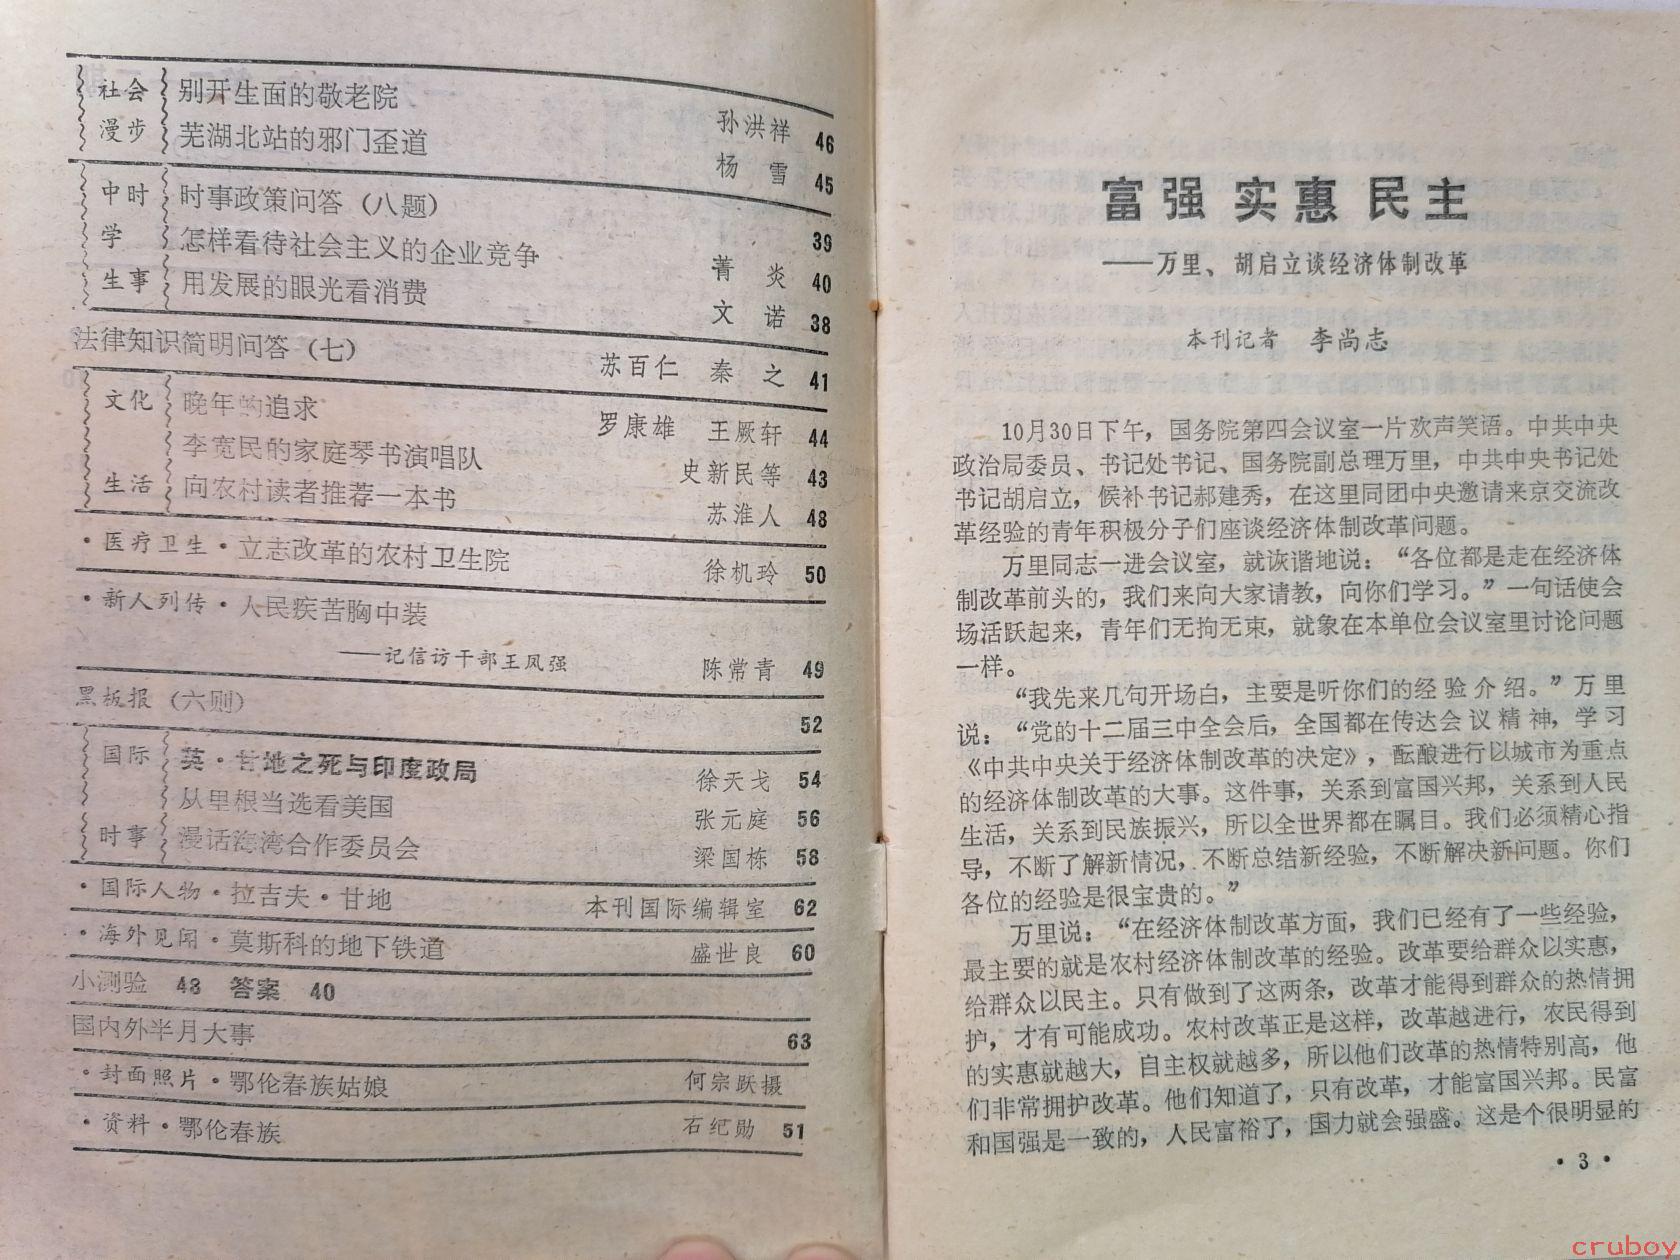 社会
漫步
别开生面的敬老院 孙洪祥 46
芜湖北站的邪门歪道 杨雪 45
中时
学
生事
时事政策问答（八题） 39
怎样看待社会主义的企业竞争 菁炎 40
用发展的眼光看消费 文诺 38
法律知识简明问答（七） 苏百仁 秦之 41
文化
生活
晚年的追求 罗康雄 王厥轩 44
李宽民的家庭琴书演唱队 史新民等 43
向农村读者推荐一本书 苏淮人 48
·医疗卫生·立志改革的农村卫生院 徐机玲 50
·新人列传·人民疾苦胸中装
——记信访干部王凤强 陈常青 49
黑板报（六则） 52
国际
时事
英·甘地之死与印度政局 徐天戈 54
从里根当选看美国 张元庭 56
漫话海湾合作委员会 梁国栋 58
·国际人物·拉吉夫·甘地 本刊国际编辑室 62
·海外见闻·莫斯科的地下铁道 盛世良 60
小测验 48 答案 40
国内外半月大事 63
·封面照片·鄂伦春族姑娘 何宗跃摄
·资料·鄂伦春族 石纪勋 51
富强 实惠 民主
——万里、胡启立谈经济体制改革
本刊记者 李尚志
10月30日下午，国务院第四会议室一片欢声笑语。中共中央
政治局委员、书记处书记、国务院副总理万里，中共中央书记处
书记胡启立，候补书记郝建秀，在这里同团中央邀请来京交流改
革经验的青年积极分子们座谈经济体制改革问题。
万里同志一进会议室，就诙谐地说：“各位都是走在经济体
制改革前头的，我们来向大家请教，向你们学习。”一句话使会
场活跃起来，青年们无拘无束，就象在本单位会议室里讨论问题
一样。
“我先来几句开场白，主要是听你们的经验介绍。”万里
说：“党的十二届三中全会后，全国都在传达会议精神，学习
《中共中央关于经济体制改革的决定》，酝酿进行以城市为重点
的经济体制改革的大事。这件事，关系到富国兴邦，关系到人民
生活，关系到民族振兴，所以全世界都在瞩目。我们必须精心指
导，不断了解新情况，不断总结新经验，不断解决新问题。你们
各位的经验是很宝贵的。”
万里说：“在经济体制改革方面，我们已经有了一些经验，
最主要的就是农村经济体制改革的经验。改革要给群众以实惠，
给群众以民主。只有做到了这两条，改革才能得到群众的热情拥
护，才有可能成功。农村改革正是这样，改革越进行，农民得到
的实惠就越大，自主权就越多，所以他们改革的热情特别高，他
们非常拥护改革。他们知道了，只有改革，才能富国兴邦。民富
和国强是一致的，人民富裕了，国力就会强盛。这是个很明显的
·3·
cruboy